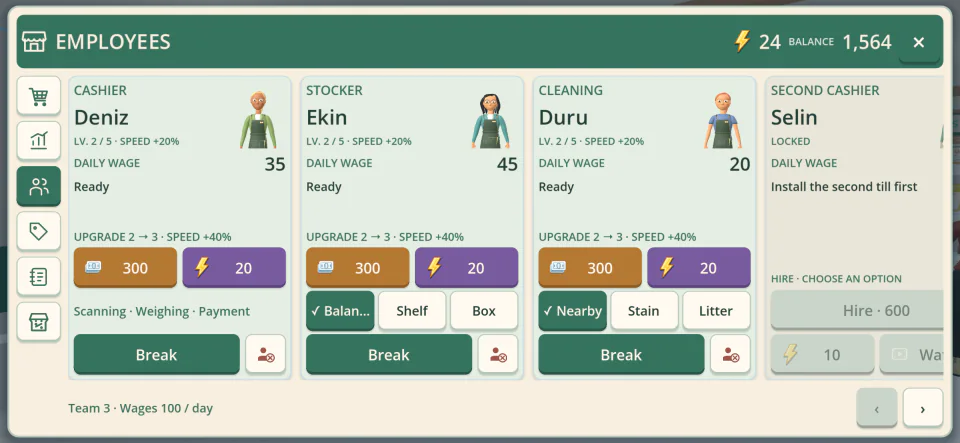 EMPLOYEES
24 BALANCE 1,564 ×
CASHIER
Deniz
LV. 2 / 5 · SPEED +20%
DAILY WAGE 35
Ready
UPGRADE 2 → 3 · SPEED +40%
300 20
Scanning · Weighing · Payment
Break
STOCKER
Ekin
LV. 2 / 5 · SPEED +20%
DAILY WAGE 45
Ready
UPGRADE 2 → 3 · SPEED +40%
300 20
✓ Balan... Shelf Box
Break
CLEANING
Duru
LV. 2 / 5 · SPEED +20%
DAILY WAGE 20
Ready
UPGRADE 2 → 3 · SPEED +40%
300 20
✓ Nearby Stain Litter
Break
SECOND CASHIER
Selin
LOCKED
DAILY WAGE
Install the second till first
HIRE · CHOOSE AN OPTION
Hire · 600
10
Team 3 · Wages 100 / day
‹ ›